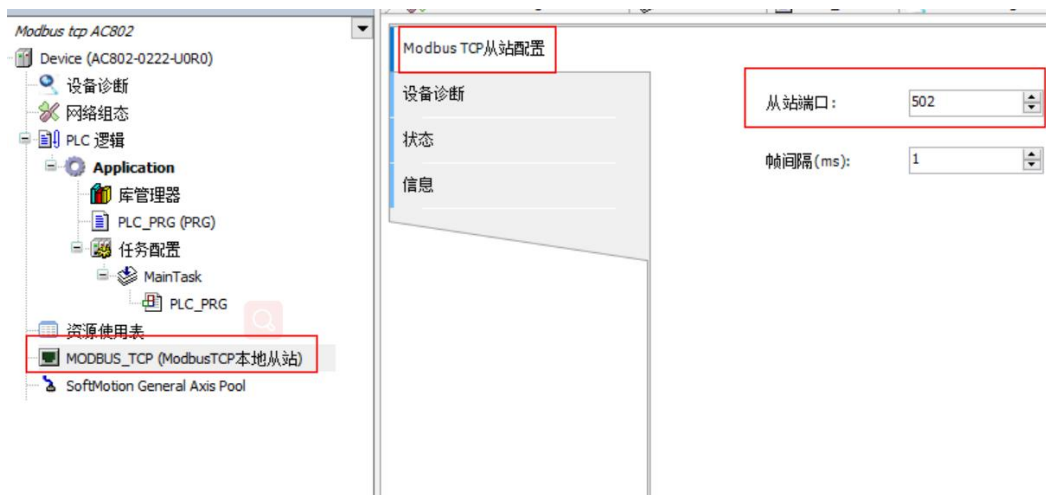 Modbus tcp AC802
Device (AC802-0222-U0R0)
设备诊断
网络组态
PLC 逻辑
Application
库管理器
PLC_PRG (PRG)
任务配置
MainTask
PLC_PRG
资源使用表
MODBUS_TCP (ModbusTCP本地从站)
SoftMotion General Axis Pool
Modbus TCP从站配置
设备诊断
状态
信息
从站端口: 502
帧间隔(ms): 1